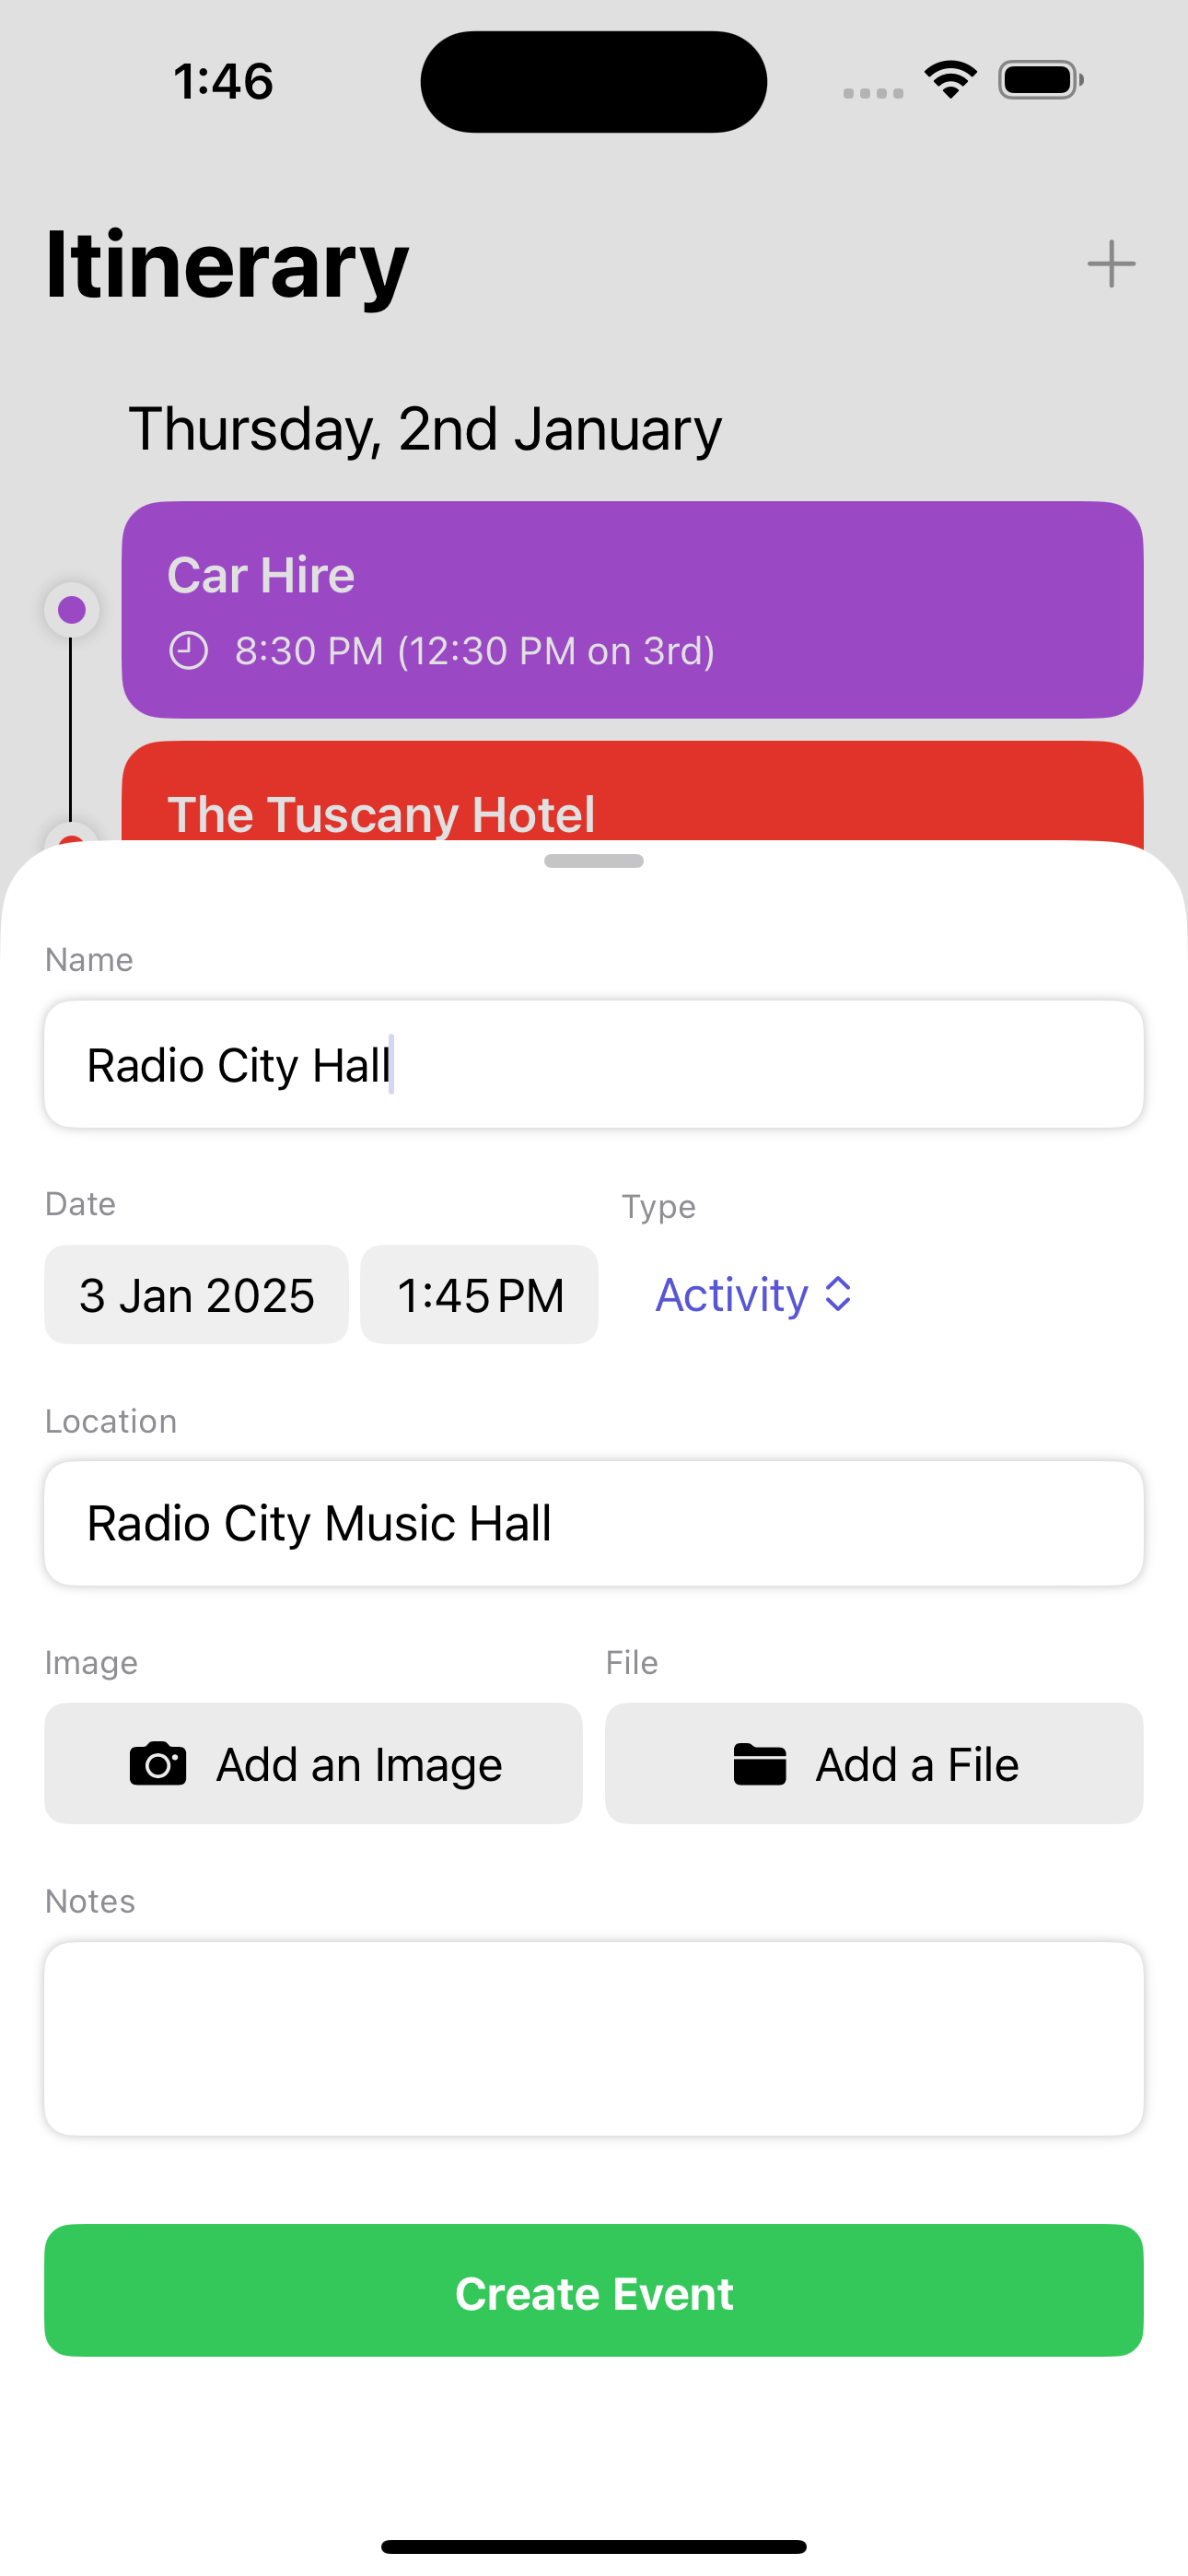 1:46
Itinerary
Thursday, 2nd January
Car Hire
8:30 PM (12:30 PM on 3rd)
The Tuscany Hotel
Name
Radio City Hall
Date
Type
3 Jan 2025
1:45 PM
Activity
Location
Radio City Music Hall
Image
File
Add an Image
Add a File
Notes
Create Event